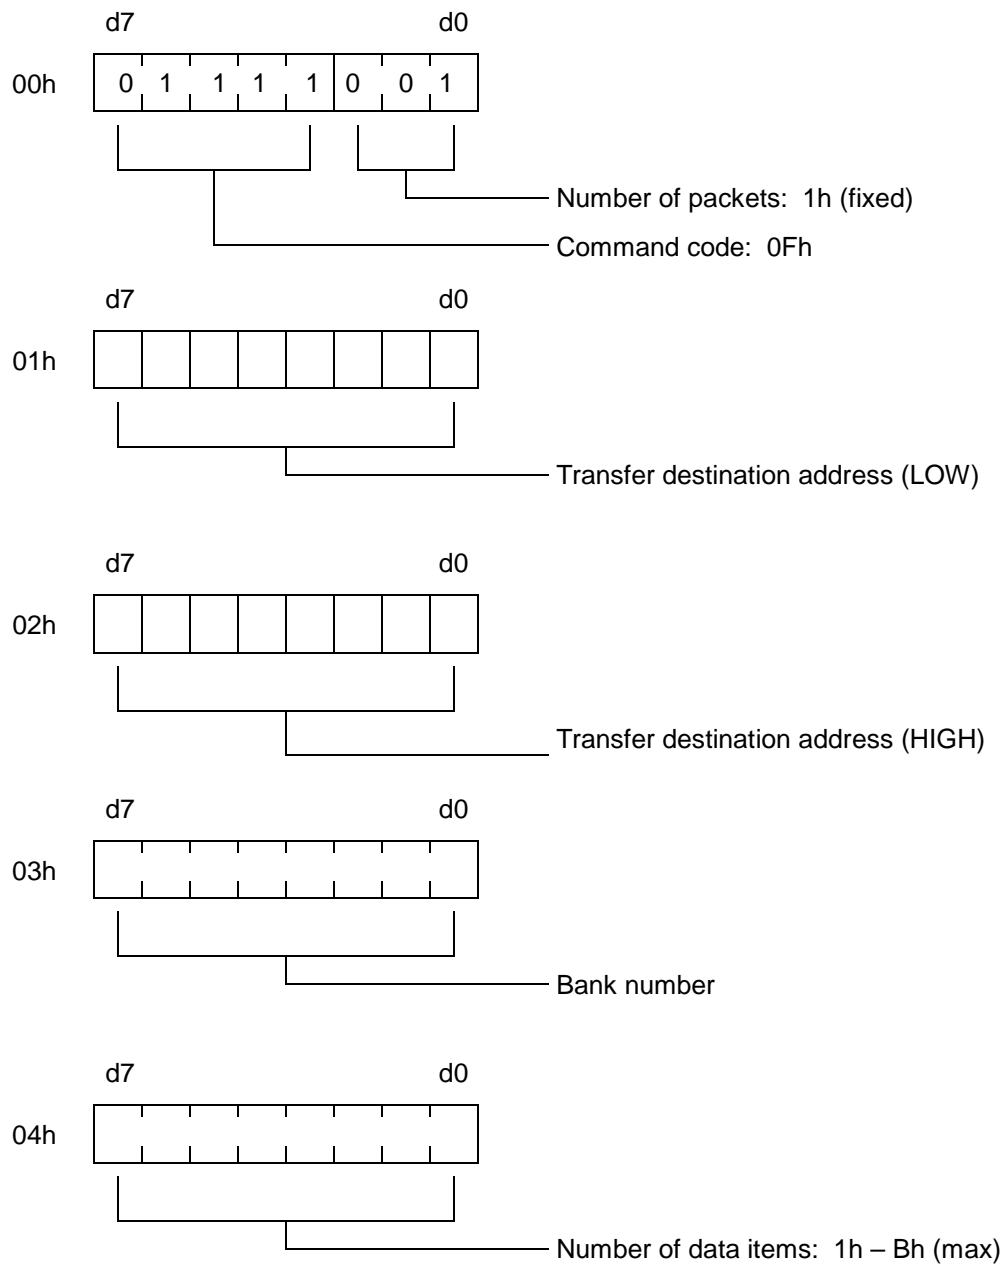 d7 d0
00h 0 1 1 1 1 0 0 1
Number of packets: 1h (fixed)
Command code: 0Fh
d7 d0
01h
Transfer destination address (LOW)
d7 d0
02h
Transfer destination address (HIGH)
d7 d0
03h
Bank number
d7 d0
04h
Number of data items: 1h – Bh (max)